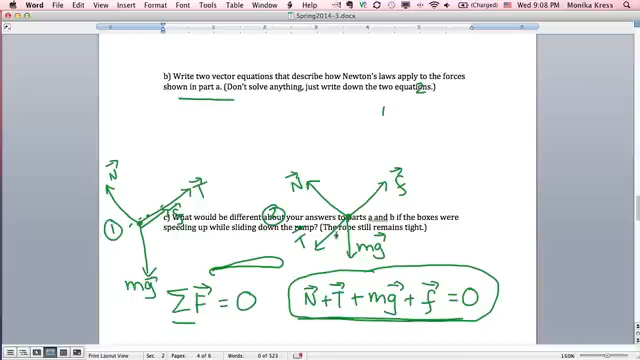 Word File Edit View Insert Format Font Tools Table Window Help (Charged) Mon 9:08 PM Monika Kress
Spring2014-3.docx
b) Write two vector equations that describe how Newton's laws apply to the forces
shown in part a. (Don't solve anything, just write down the two equations.)
2
1
N⃗ T⃗ f⃗
①
mg⃗
N⃗ f⃗
②
T⃗ mg⃗
c) What would be different about your answers to parts a and b if the boxes were
speeding up while sliding down the ramp? (The rope still remains tight.)
ΣF⃗ = 0
N⃗ + T⃗ + mg⃗ + f⃗ = 0
Print Layout View Sec 2 Pages: 4 of 6 Words: 0 of 523 150%